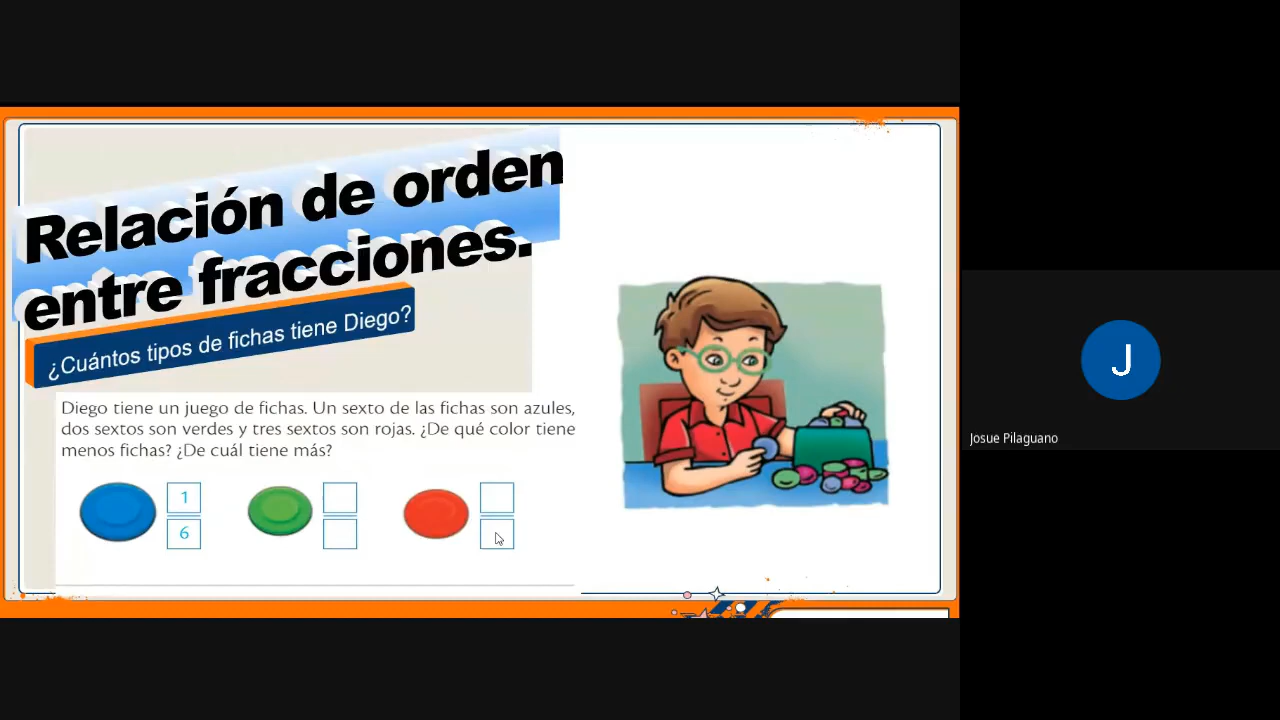 Relación de orden
entre fracciones.
¿Cuántos tipos de fichas tiene Diego?
Diego tiene un juego de fichas. Un sexto de las fichas son azules,
dos sextos son verdes y tres sextos son rojas. ¿De qué color tiene
menos fichas? ¿De cuál tiene más?
1
6
J
Josue Pilaguano